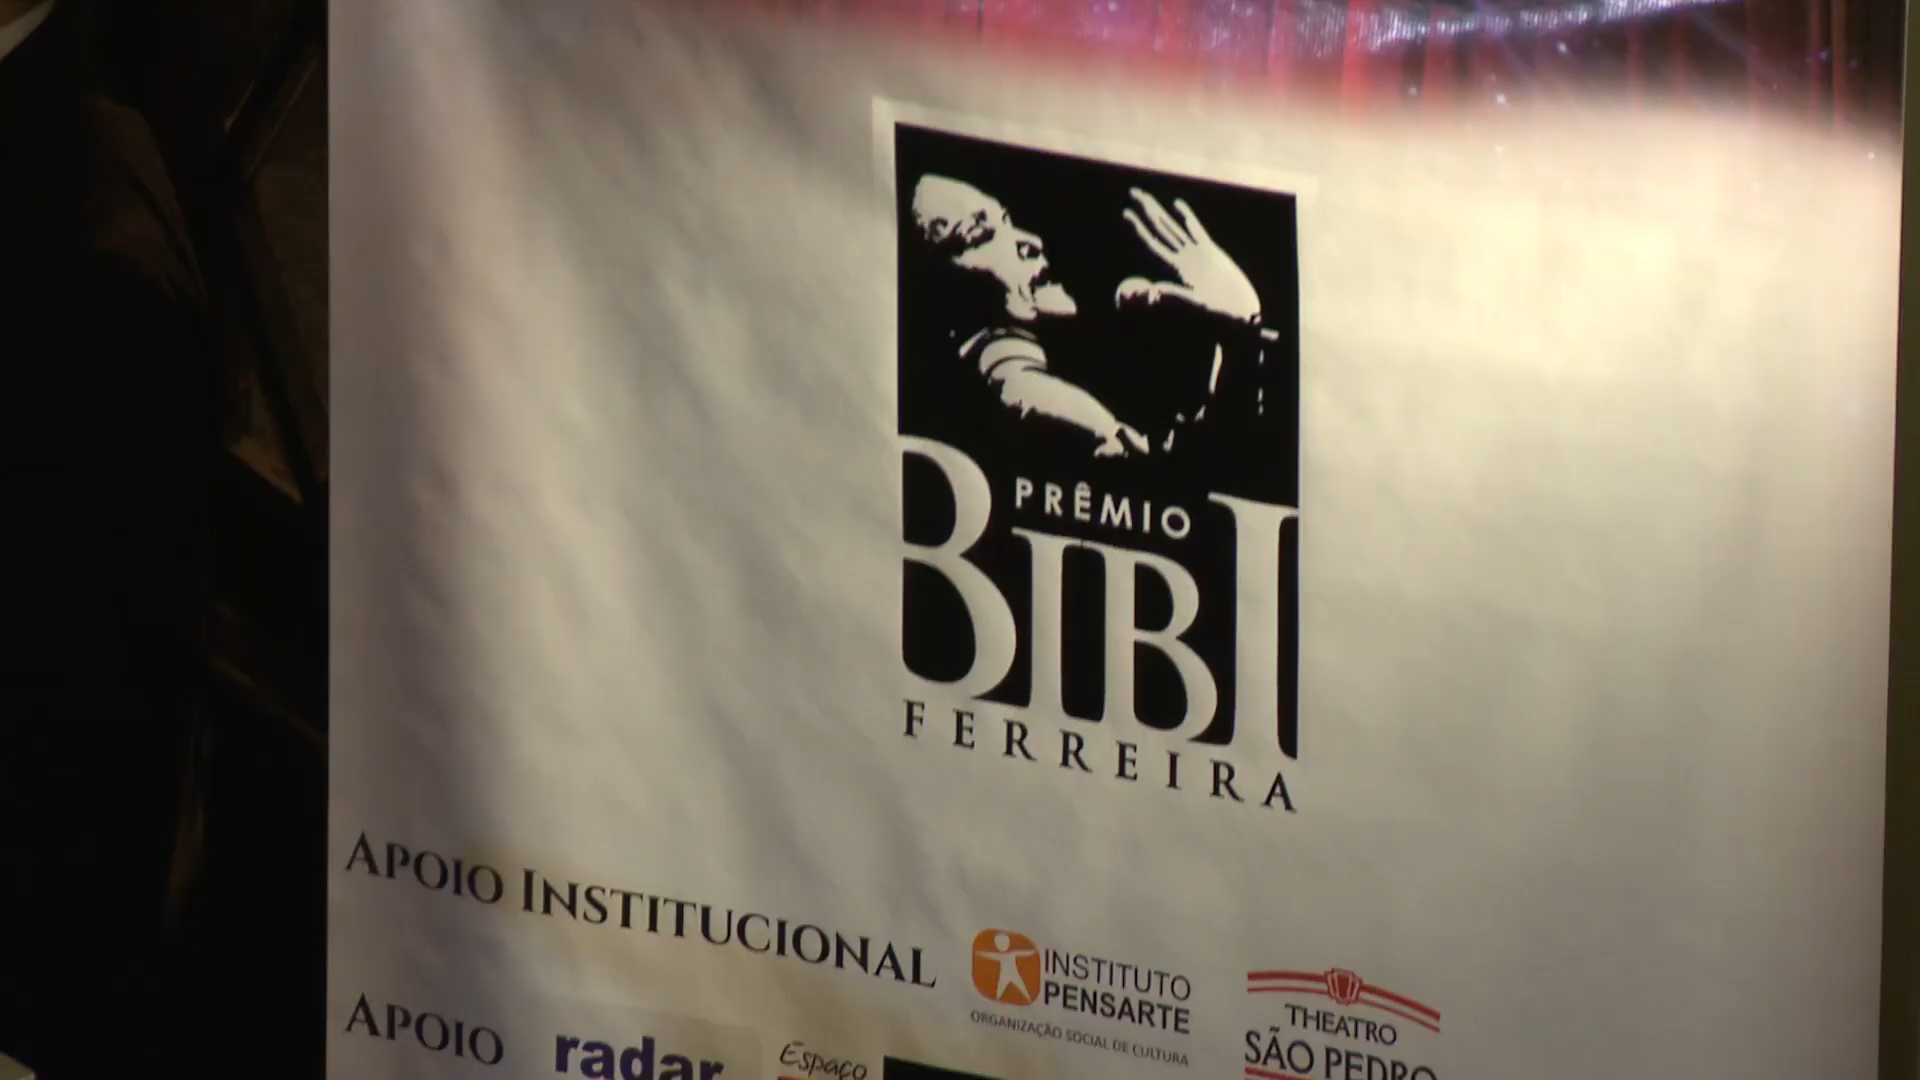 PRÊMIO
BIBI
FERREIRA
APOIO INSTITUCIONAL
INSTITUTO
PENSARTE
ORGANIZAÇÃO SOCIAL DE CULTURA
THEATRO
SÃO PEDRO
APOIO
radar
Espaço